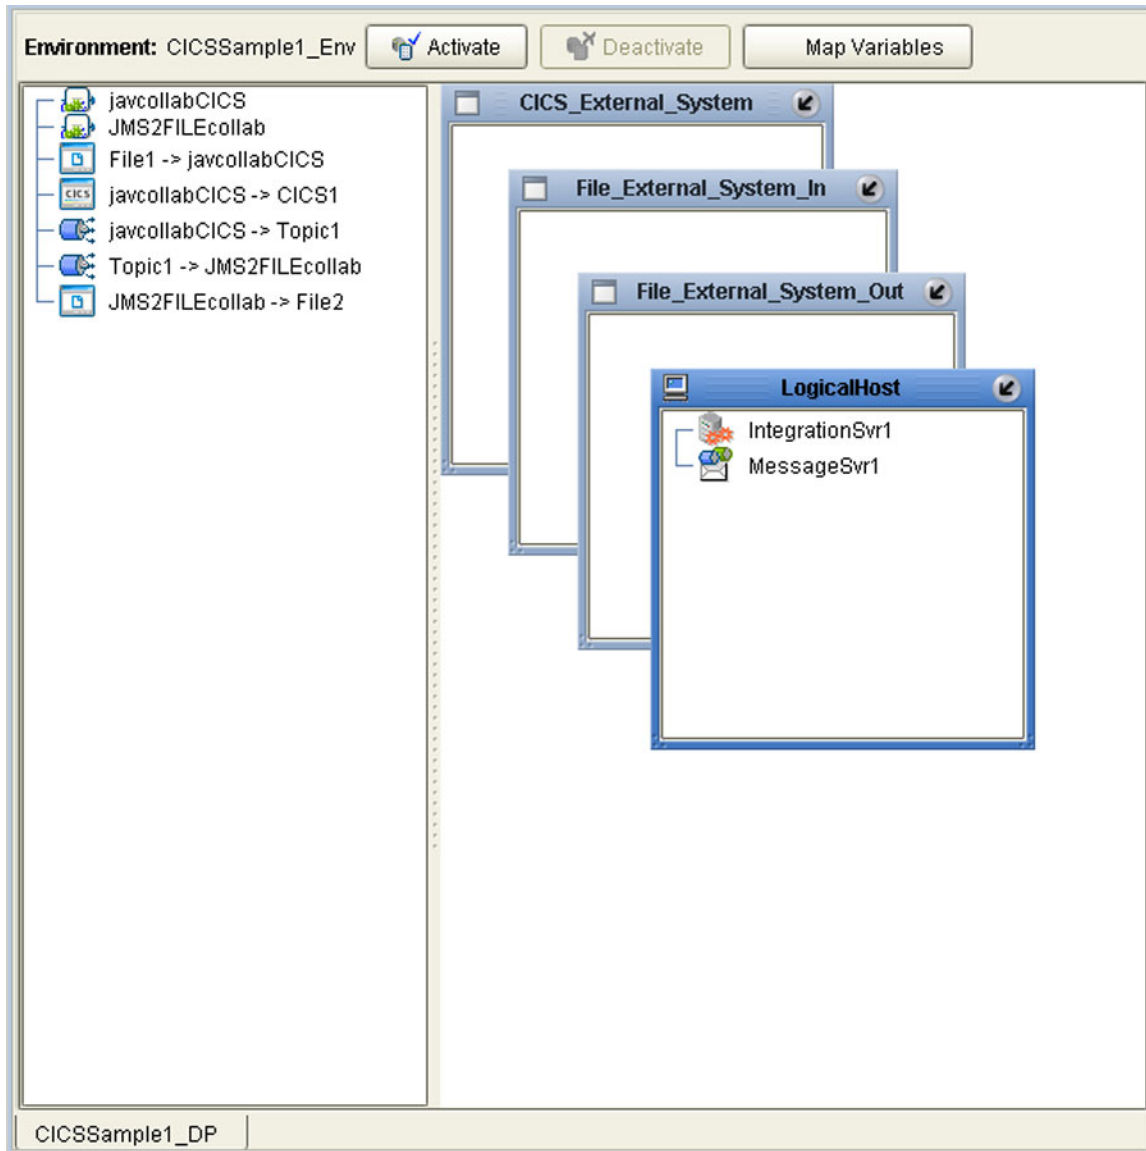 Environment: CICSSample1_Env Activate Deactivate Map Variables
javcollabCICS
JMS2FILEcollab
File1 -> javcollabCICS
CICS javcollabCICS -> CICS1
javcollabCICS -> Topic1
Topic1 -> JMS2FILEcollab
JMS2FILEcollab -> File2
CICS_External_System
File_External_System_In
File_External_System_Out
LogicalHost
IntegrationSvr1
MessageSvr1
CICSSample1_DP